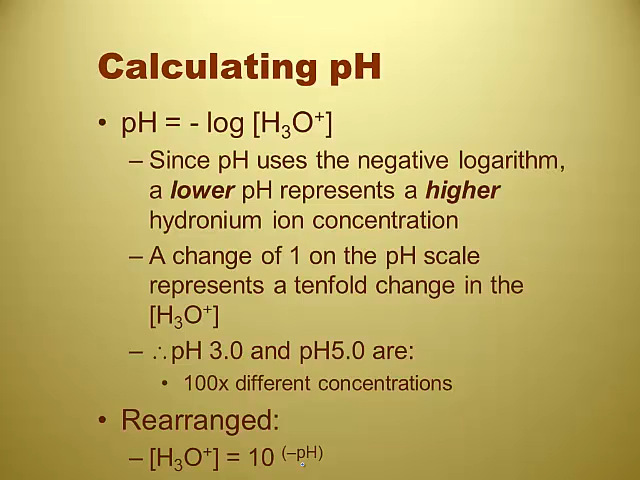 Calculating pH
• pH = - log [H₃O⁺]
– Since pH uses the negative logarithm,
a lower pH represents a higher
hydronium ion concentration
– A change of 1 on the pH scale
represents a tenfold change in the
[H₃O⁺]
– ∴pH 3.0 and pH5.0 are:
• 100x different concentrations
• Rearranged:
– [H₃O⁺] = 10 ⁽⁻ᵖᴴ⁾